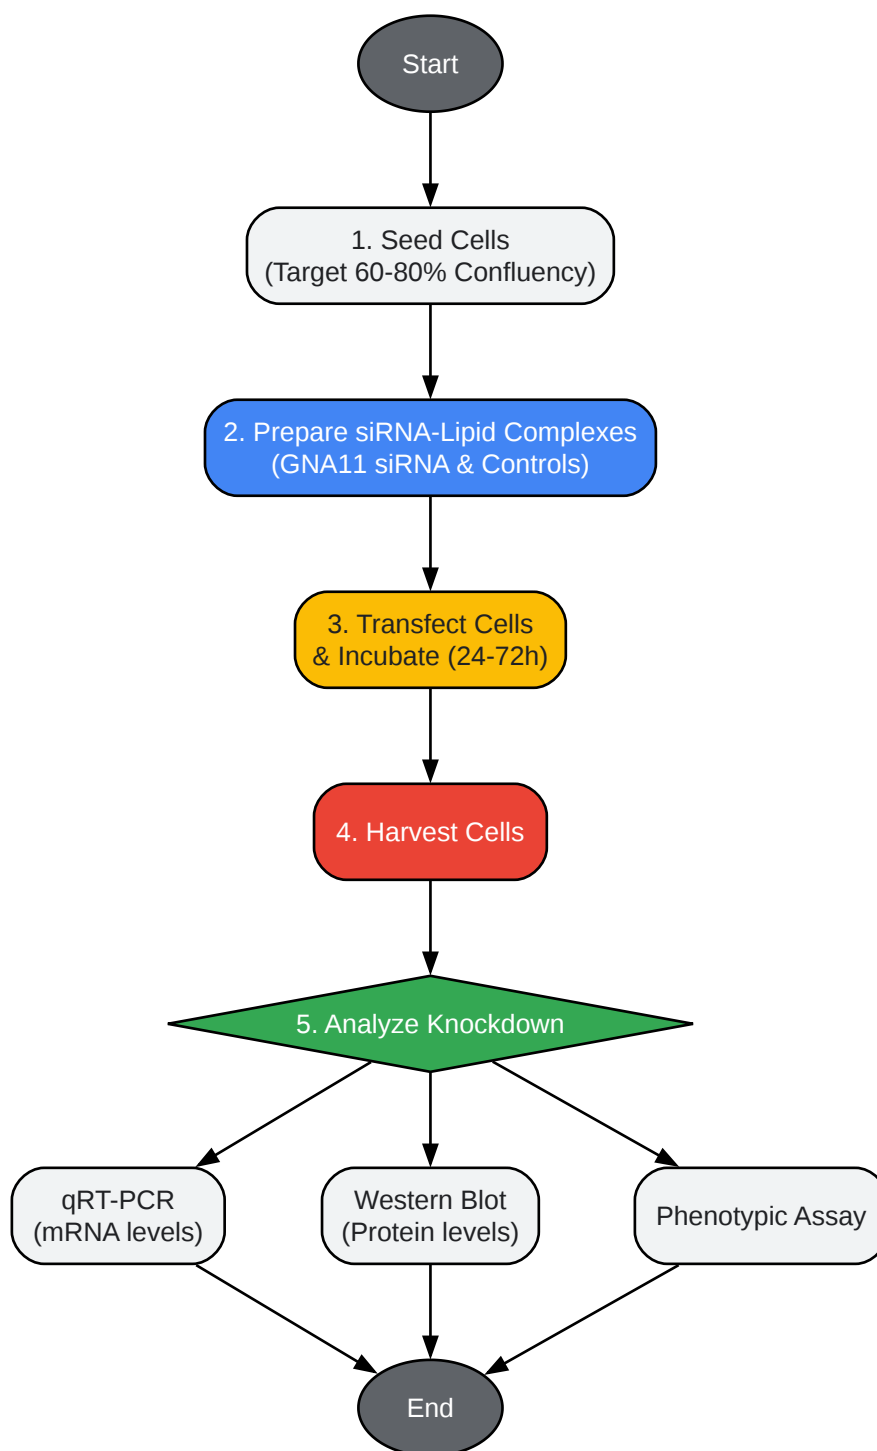 Start
1. Seed Cells
(Target 60-80% Confluency)
2. Prepare siRNA-Lipid Complexes
(GNA11 siRNA & Controls)
3. Transfect Cells
& Incubate (24-72h)
4. Harvest Cells
5. Analyze Knockdown
qRT-PCR
(mRNA levels)
Western Blot
(Protein levels)
Phenotypic Assay
End